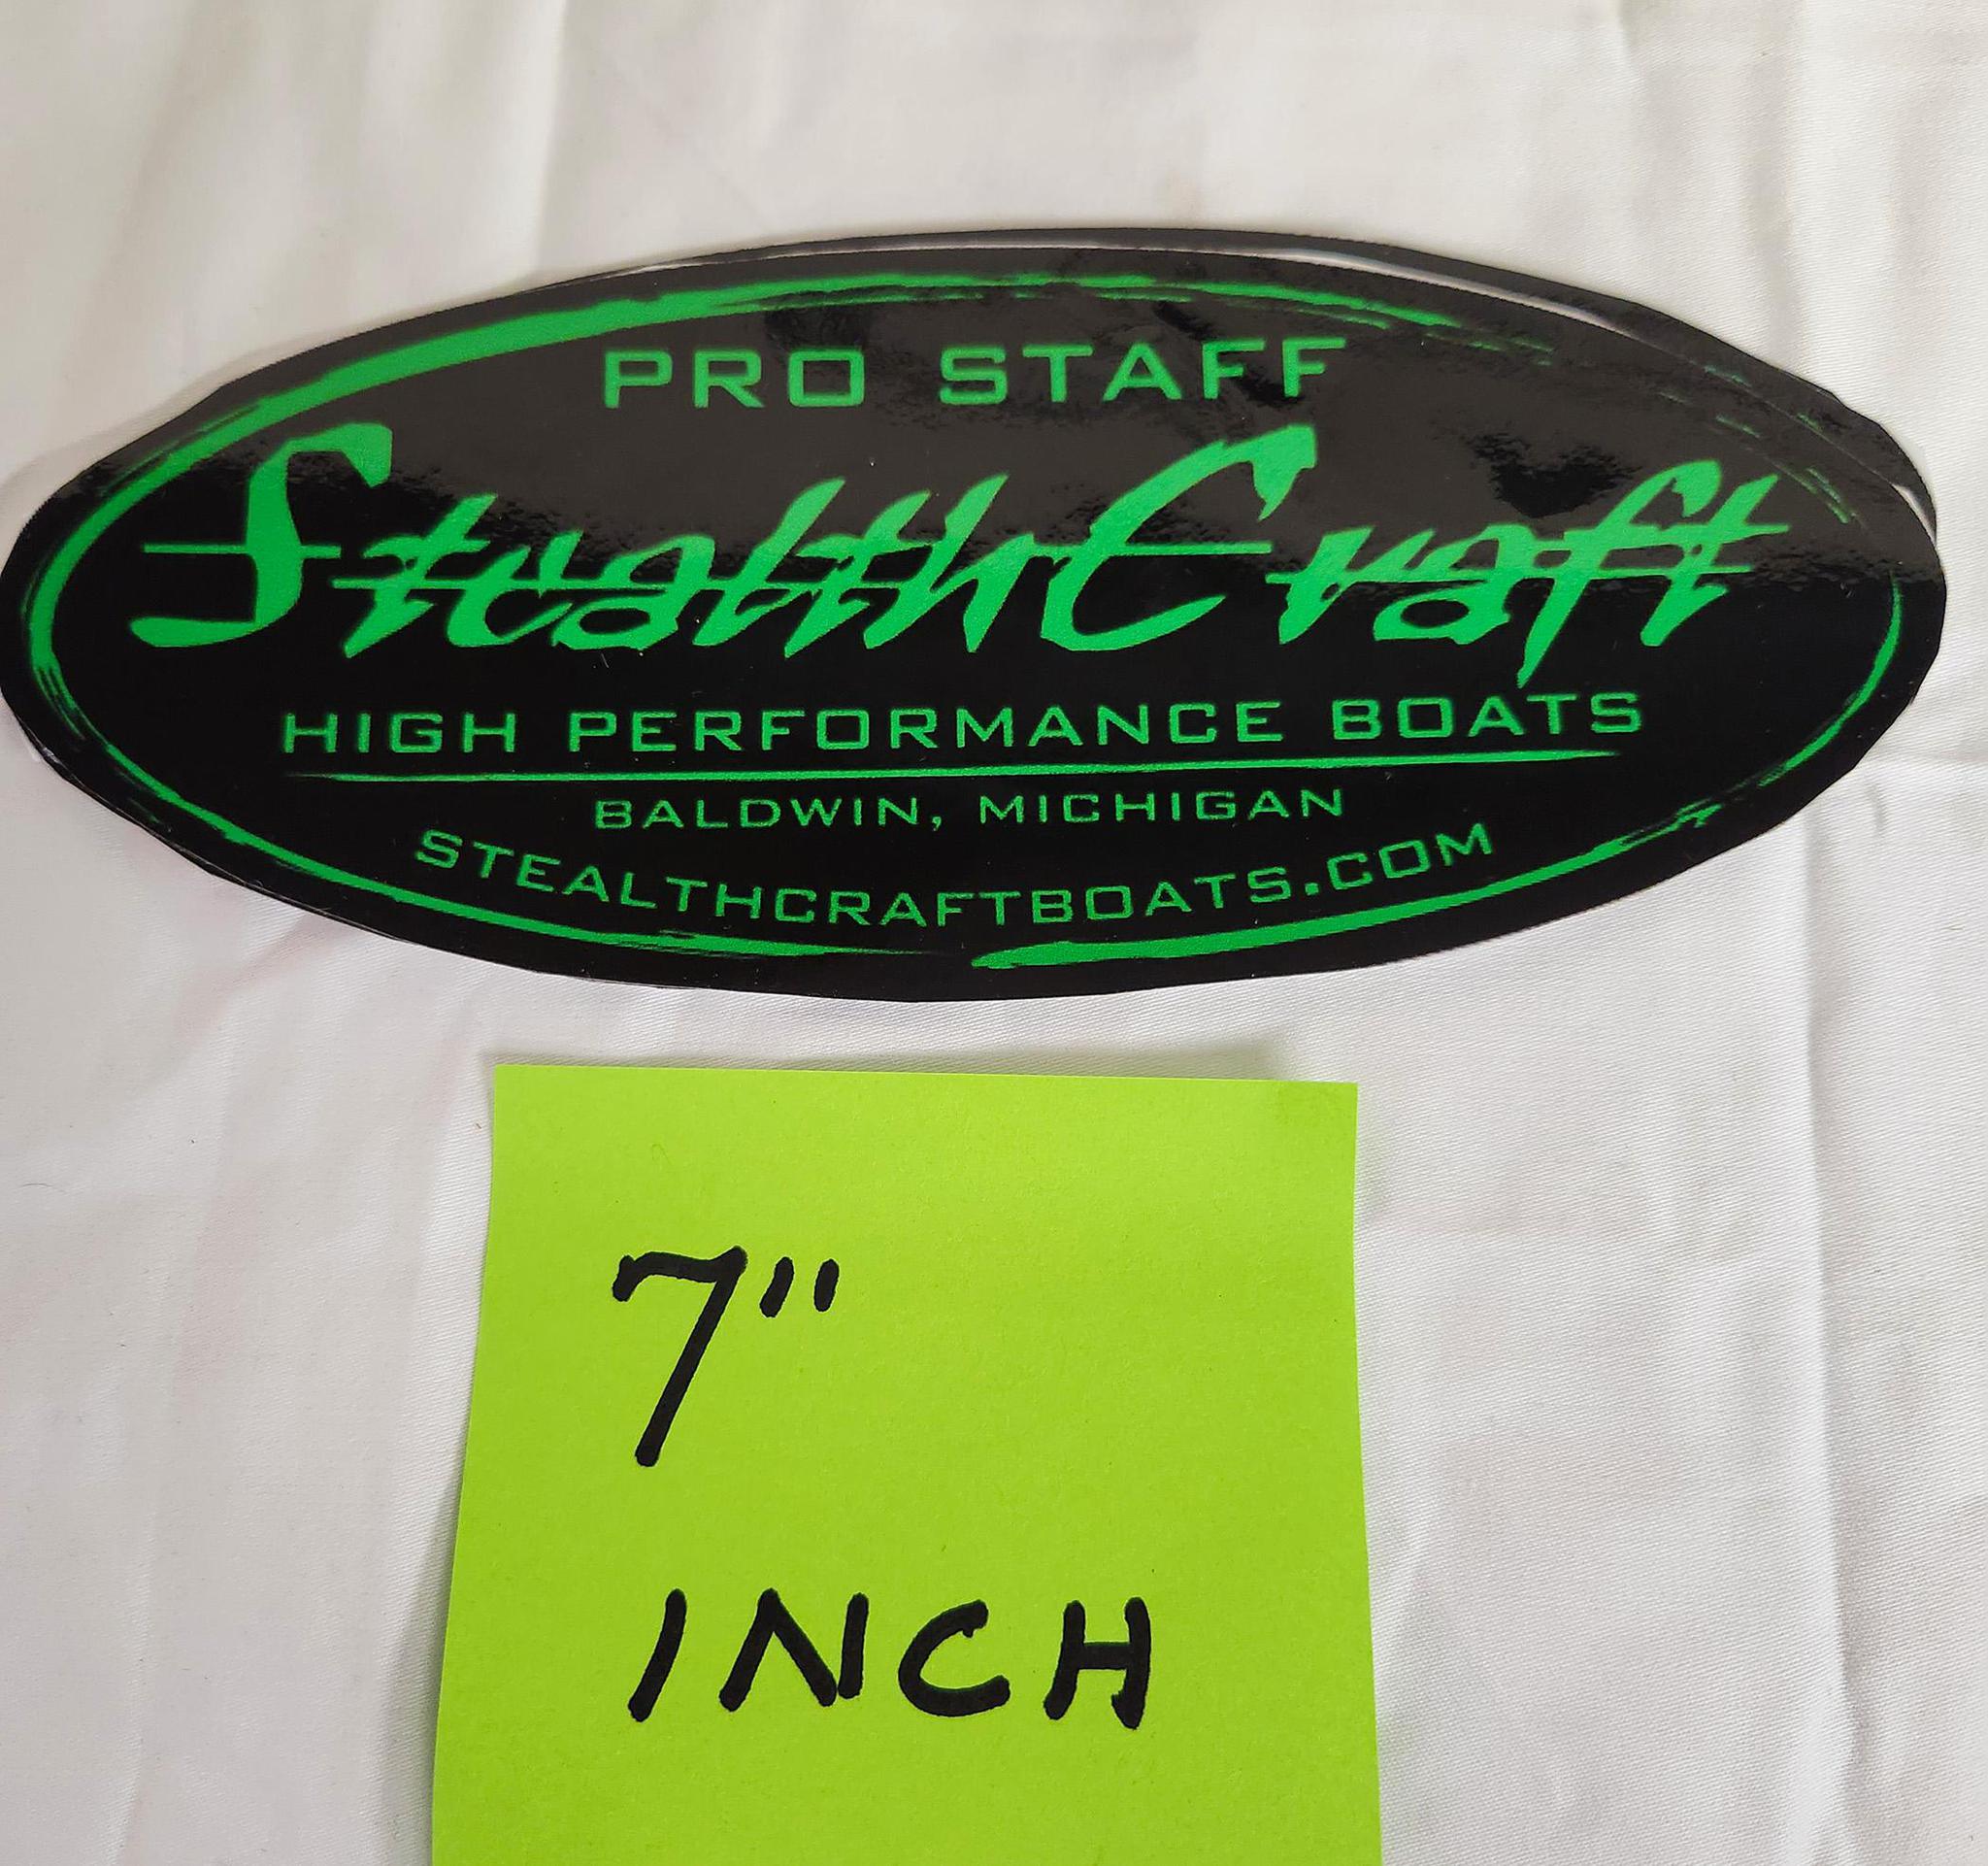 PRO STAFF
StealthCraft
HIGH PERFORMANCE BOATS
BALDWIN, MICHIGAN
STEALTHCRAFTBOATS.COM
7"
INCH